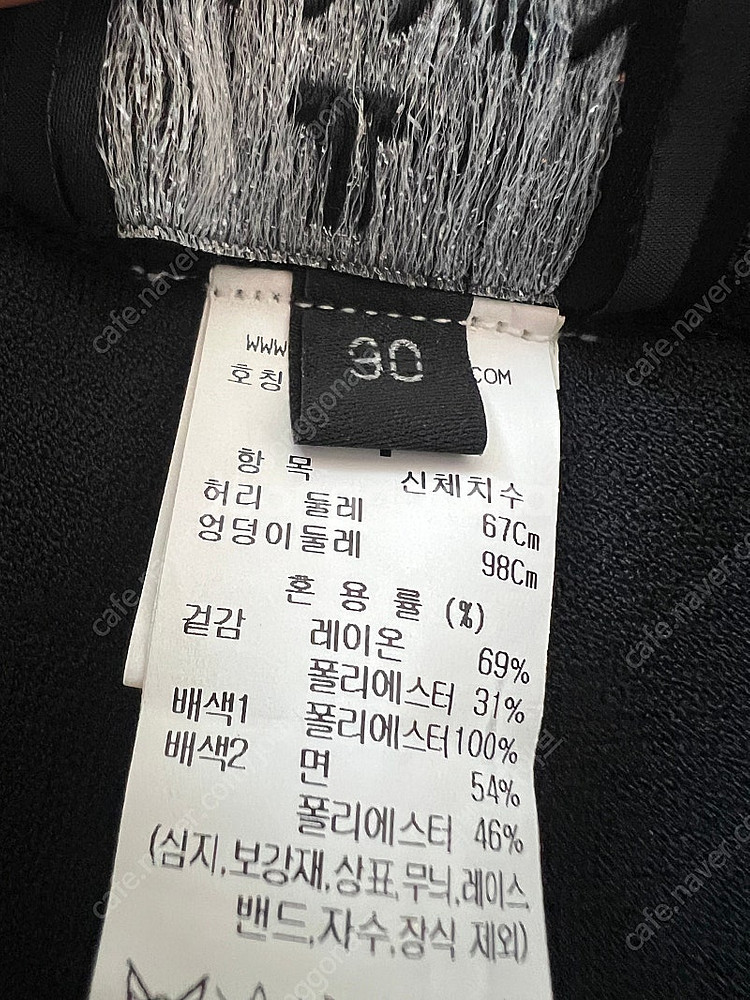 T
WWW
90
COM
호칭
항 목 신체치수
허리 둘레 67Cm
엉덩이둘레 98Cm
혼 용 률 (%)
겉감 레이온 69%
폴리에스터 31%
배색1 폴리에스터100%
배색2 면 54%
폴리에스터 46%
(심지,보강재,상표,무늬,레이스,
밴드,자수,장식 제외)
cafe.naver.com